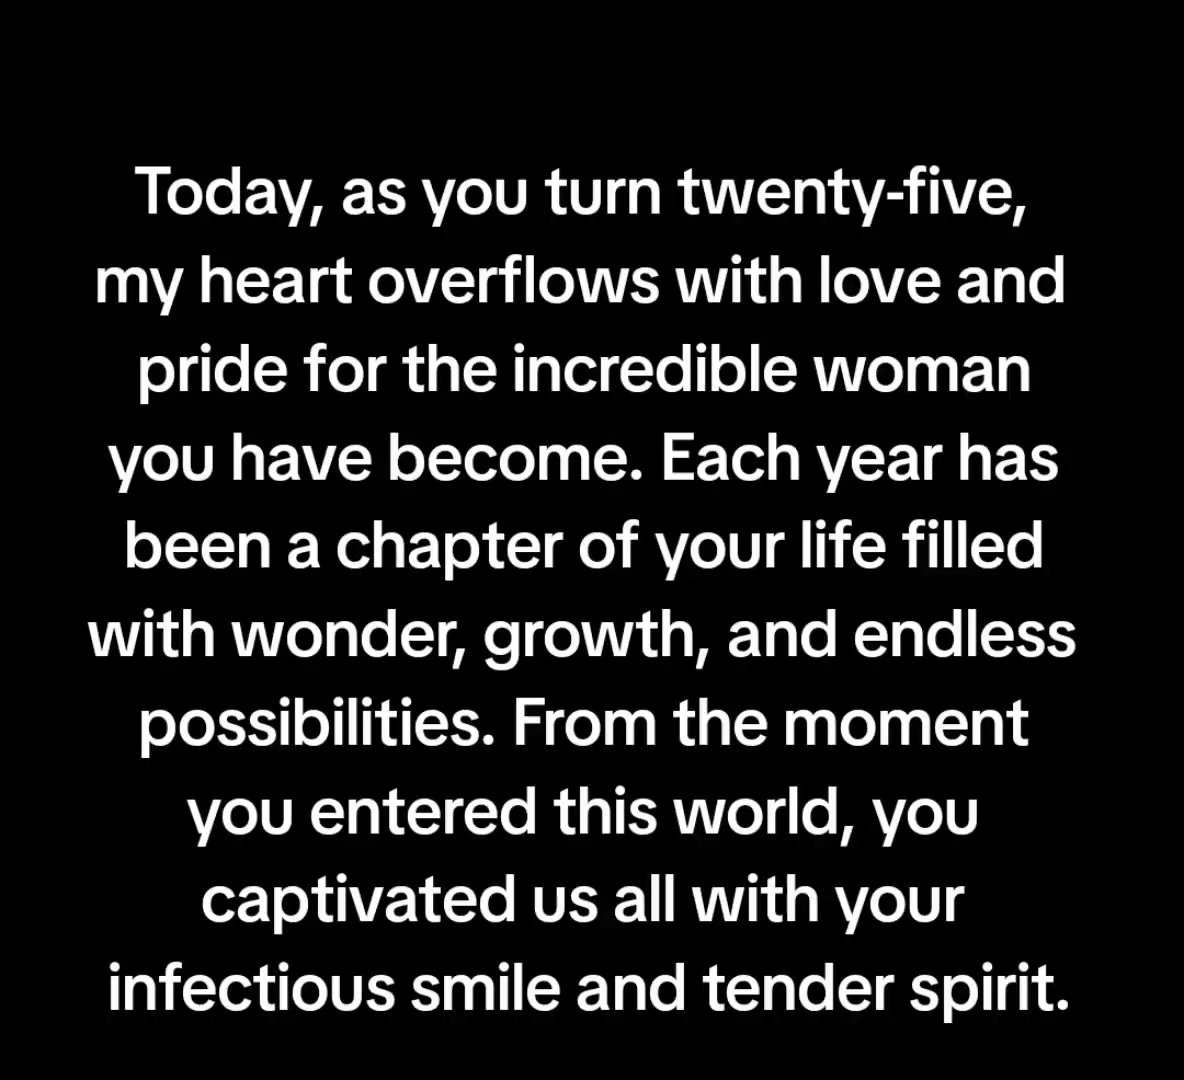 Today, as you turn twenty-five,
my heart overflows with love and
pride for the incredible woman
you have become. Each year has
been a chapter of your life filled
with wonder, growth, and endless
possibilities. From the moment
you entered this world, you
captivated us all with your
infectious smile and tender spirit.